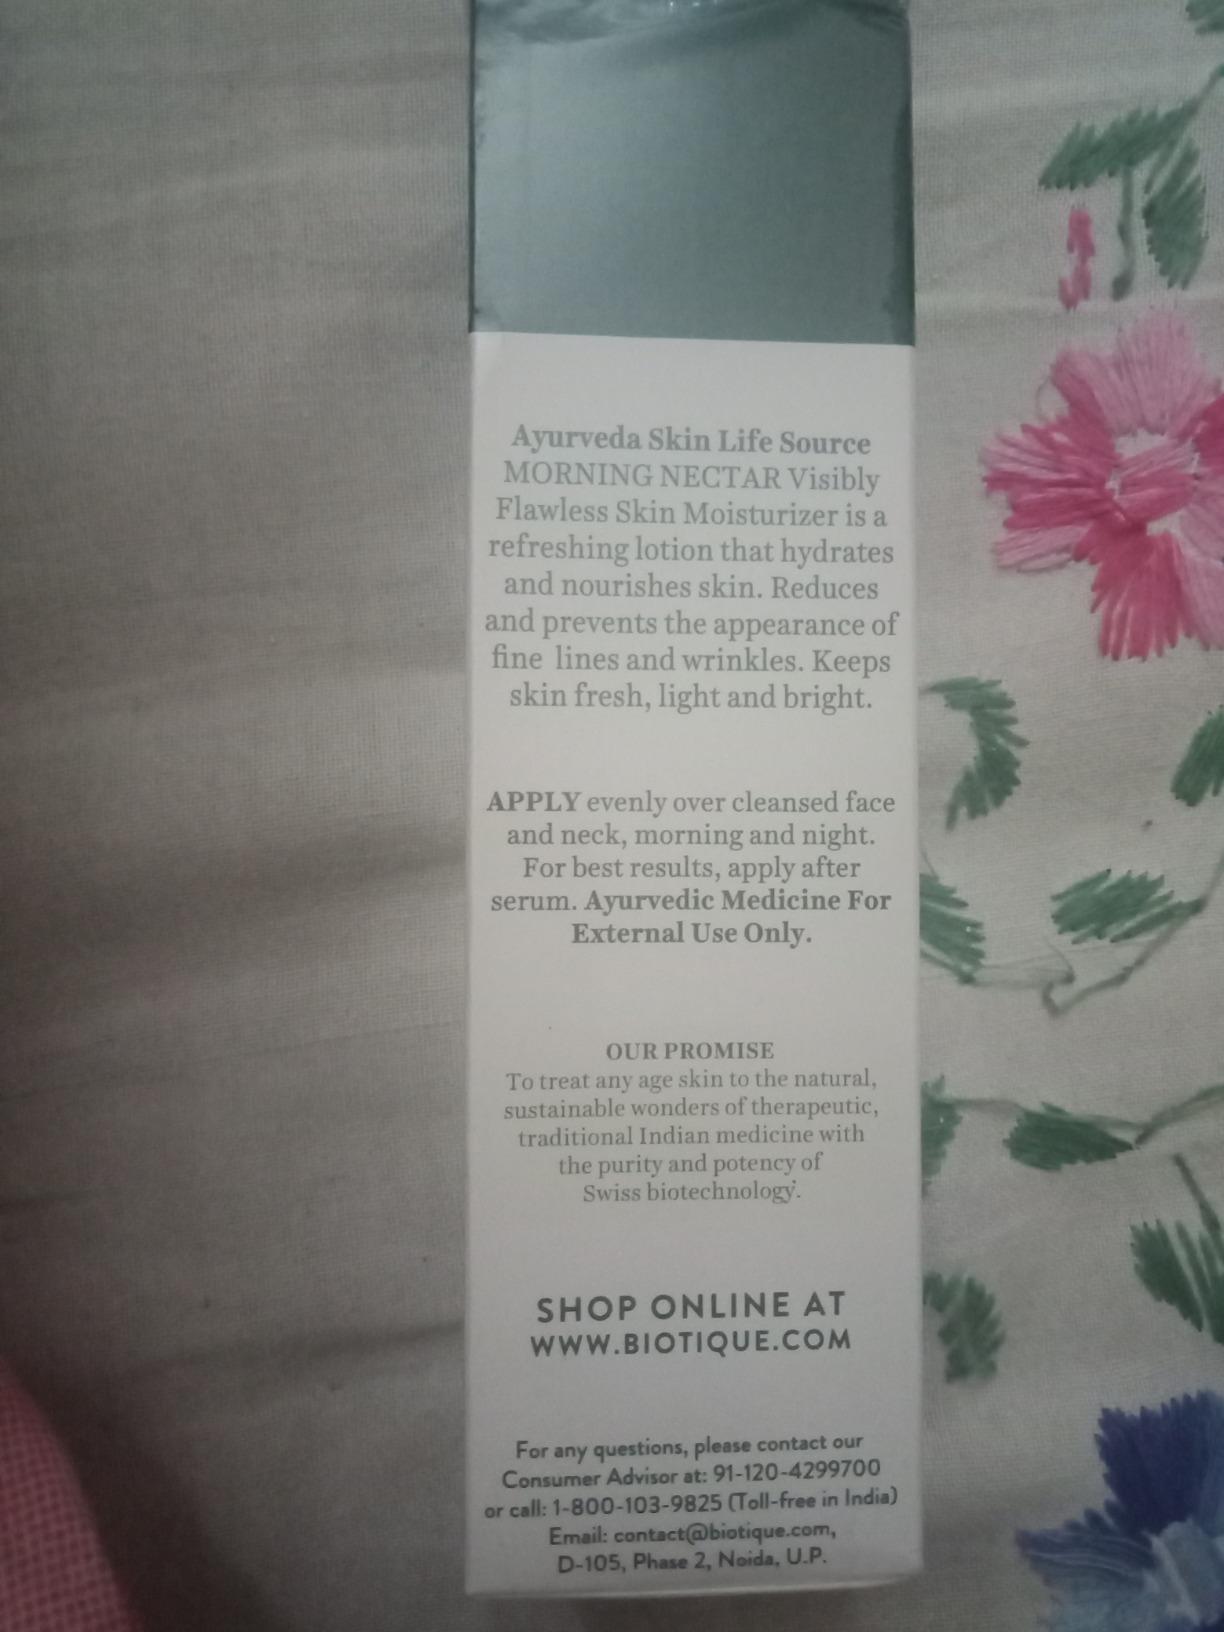 Ayurveda Skin Life Source
MORNING NECTAR Visibly
Flawless Skin Moisturizer is a
refreshing lotion that hydrates
and nourishes skin. Reduces
and prevents the appearance of
fine lines and wrinkles. Keeps
skin fresh, light and bright.
APPLY evenly over cleansed face
and neck, morning and night.
For best results, apply after
serum. Ayurvedic Medicine For
External Use Only.
OUR PROMISE
To treat any age skin to the natural,
sustainable wonders of therapeutic,
traditional Indian medicine with
the purity and potency of
Swiss biotechnology.
SHOP ONLINE AT
WWW.BIOTIQUE.COM
For any questions, please contact our
Consumer Advisor at: 91-120-4299700
or call: 1-800-103-9825 (Toll-free in India)
Email: contact@biotique.com,
D-105, Phase 2, Noida, U.P.